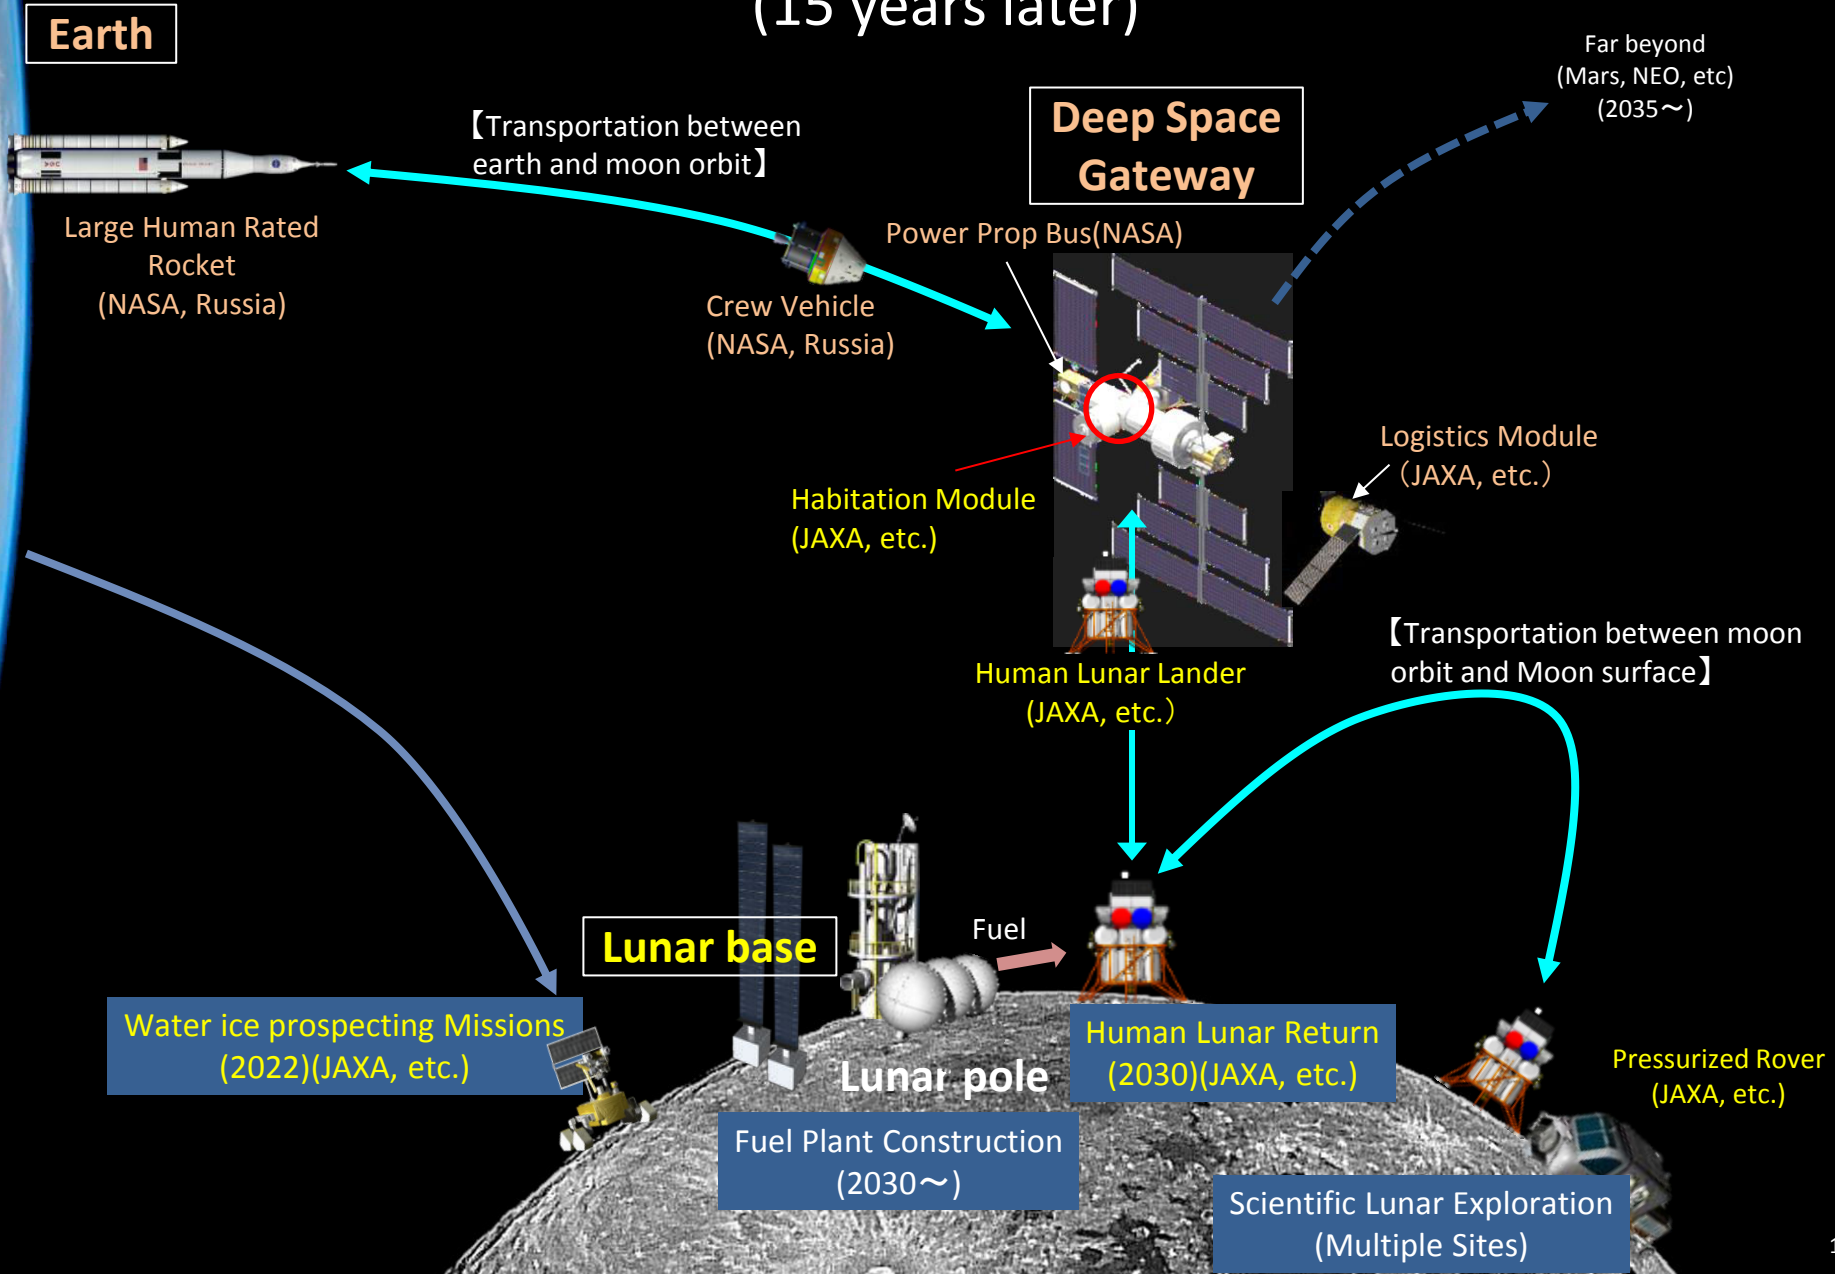 (15 years later)
Earth
Far beyond
(Mars, NEO, etc)
(2035～)
【Transportation between
earth and moon orbit】
Deep Space
Gateway
Large Human Rated
Rocket
(NASA, Russia)
Power Prop Bus(NASA)
Crew Vehicle
(NASA, Russia)
Logistics Module
（JAXA, etc.）
Habitation Module
(JAXA, etc.)
【Transportation between moon
orbit and Moon surface】
Human Lunar Lander
(JAXA, etc.）
Lunar base
Fuel
Water ice prospecting Missions
(2022)(JAXA, etc.)
Human Lunar Return
(2030)(JAXA, etc.)
Pressurized Rover
(JAXA, etc.)
Lunar pole
Fuel Plant Construction
(2030～)
Scientific Lunar Exploration
(Multiple Sites)